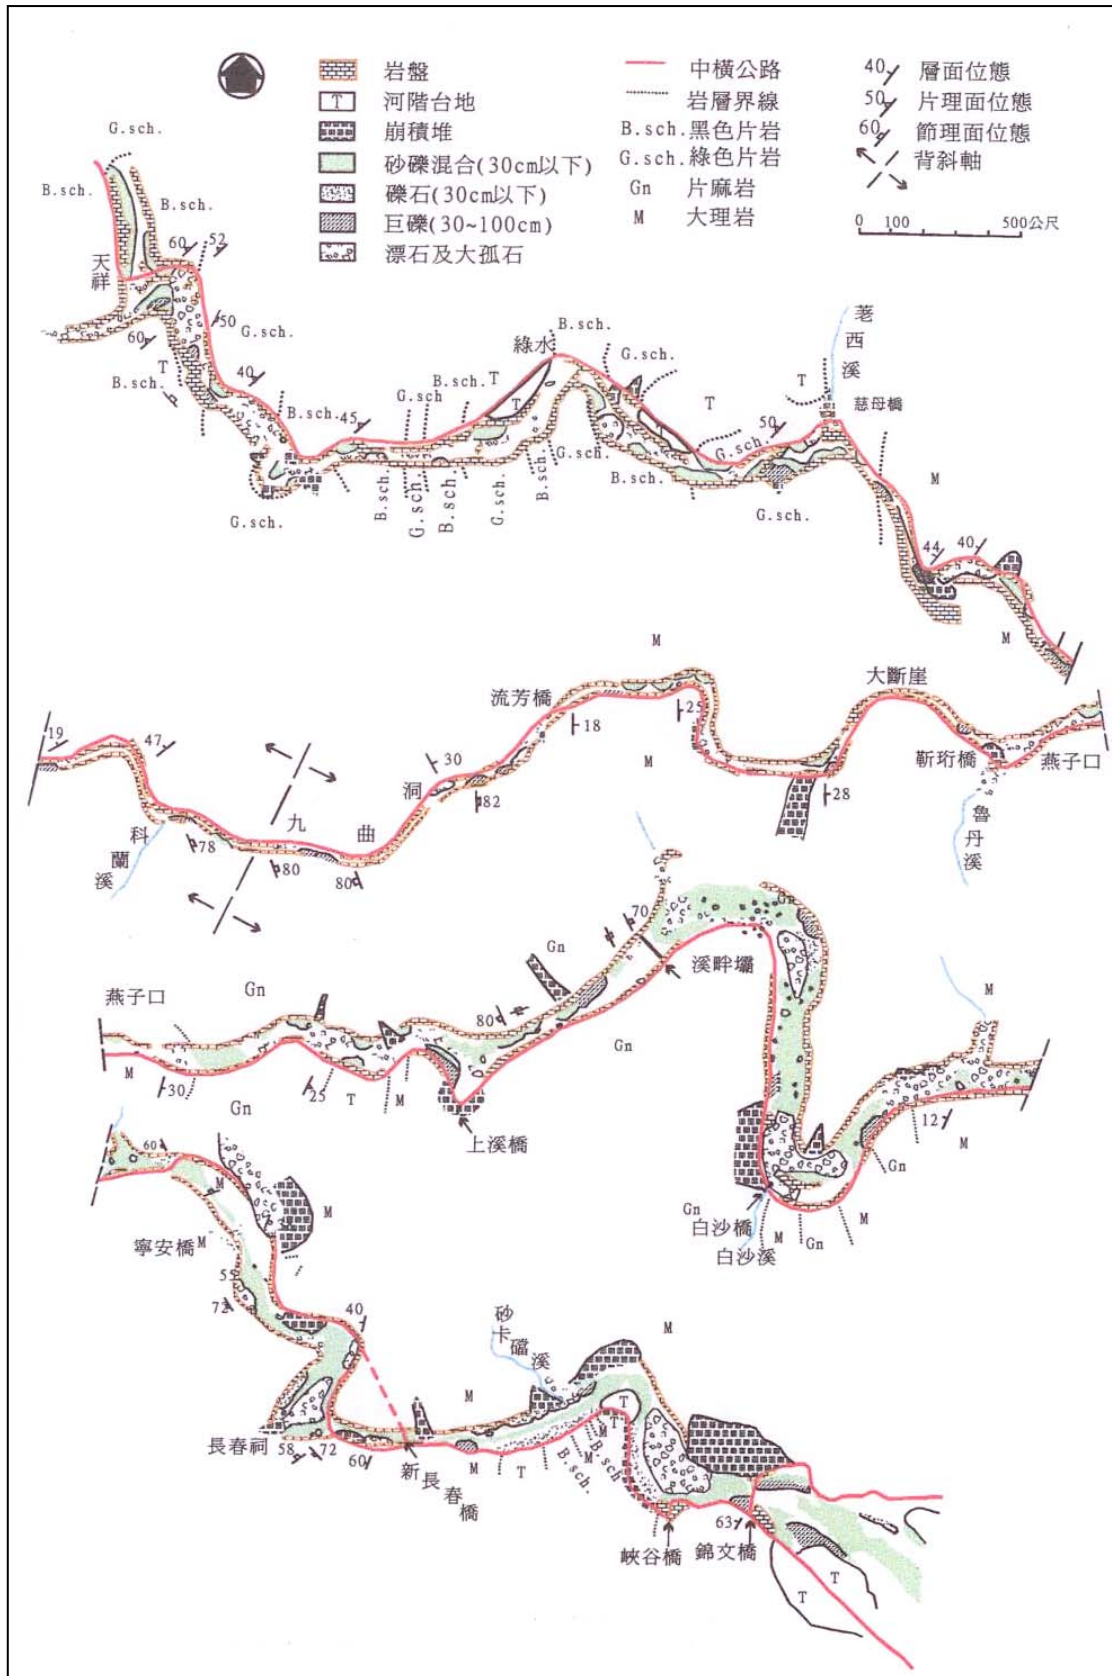 岩盤
T 河階台地
崩積堆
砂礫混合(30cm以下)
礫石(30cm以下)
巨礫(30~100cm)
漂石及大孤石
中橫公路
岩層界線
B.sch.黑色片岩
G.sch.綠色片岩
Gn 片麻岩
M 大理岩
40 層面位態
50 片理面位態
60 節理面位態
背斜軸
0 100 500公尺
G.sch.
B.sch.
B.sch.
60
52
天祥
50
G.sch.
60
T
B.sch.
40
B.sch.
45
G.sch.
G.sch
B.sch.
T
綠水
T
B.sch.
G.sch.
T
B.sch.
G.sch.
B.sch.
G.sch.
B.sch.
G.sch.
B.sch.
50
G.sch.
G.sch.
T
荖西溪
慈母橋
M
44
40
M
19
47
科蘭溪
78
九曲洞
80
80
30
82
流芳橋
18
M
25
M
28
大斷崖
靳珩橋
燕子口
魯丹溪
燕子口
M
30
Gn
Gn
25
T
M
上溪橋
80
Gn
70
溪畔壩
Gn
Gn
M
12
M
Gn
M
Gn
M
Gn
白沙橋
白沙溪
60
M
M
寧安橋
M
55
72
40
長春祠
58
72
60
新長春橋
M
砂卡礑溪
M
T
B.sch.
M
B.sch
M
T
T
M
峽谷橋
63
錦文橋
T
T